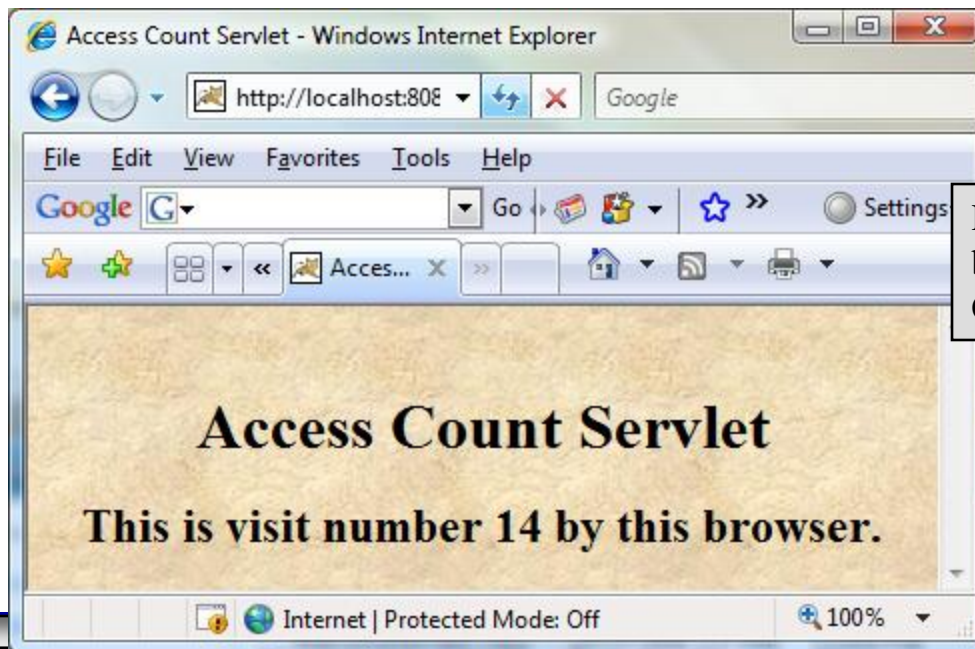 Access Count Servlet - Windows Internet Explorer
http://localhost:808 Google
File Edit View Favorites Tools Help
Google G Go » Settings
« Acces... X »
Access Count Servlet
This is visit number 14 by this browser.
Internet | Protected Mode: Off 100%